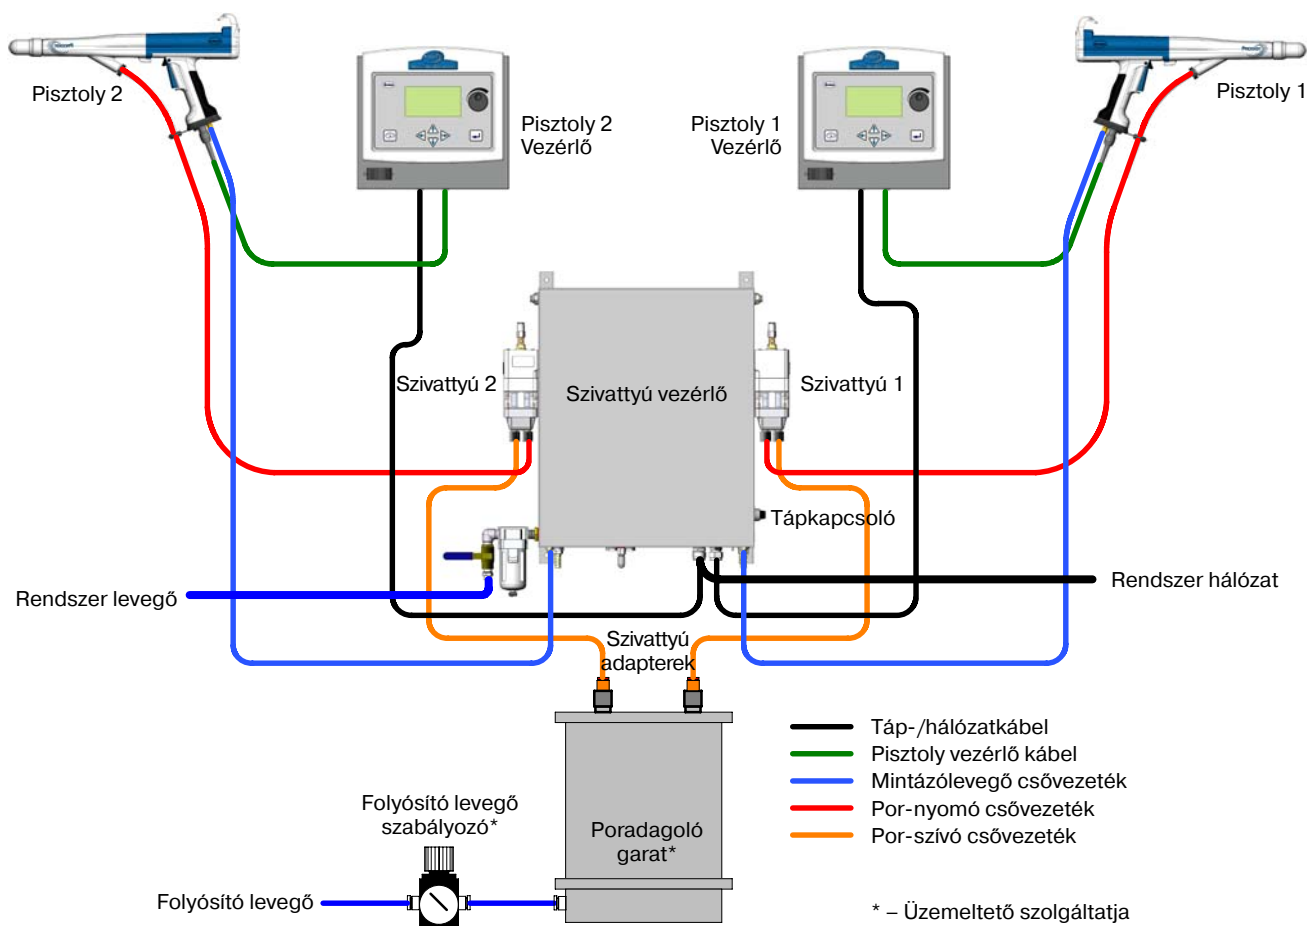 Pisztoly 2
Pisztoly 2
Vezérlő
Pisztoly 1
Vezérlő
Pisztoly 1
Szivattyú 2
Szivattyú vezérlő
Szivattyú 1
Tápkapcsoló
Rendszer levegő
Rendszer hálózat
Szivattyú
adapterek
Táp-/hálózatkábel
Pisztoly vezérlő kábel
Mintázólevegő csővezeték
Por-nyomó csővezeték
Por-szívó csővezeték
Folyósító levegő
szabályozó*
Poradagoló
garat*
Folyósító levegő
* – Üzemeltető szolgáltatja